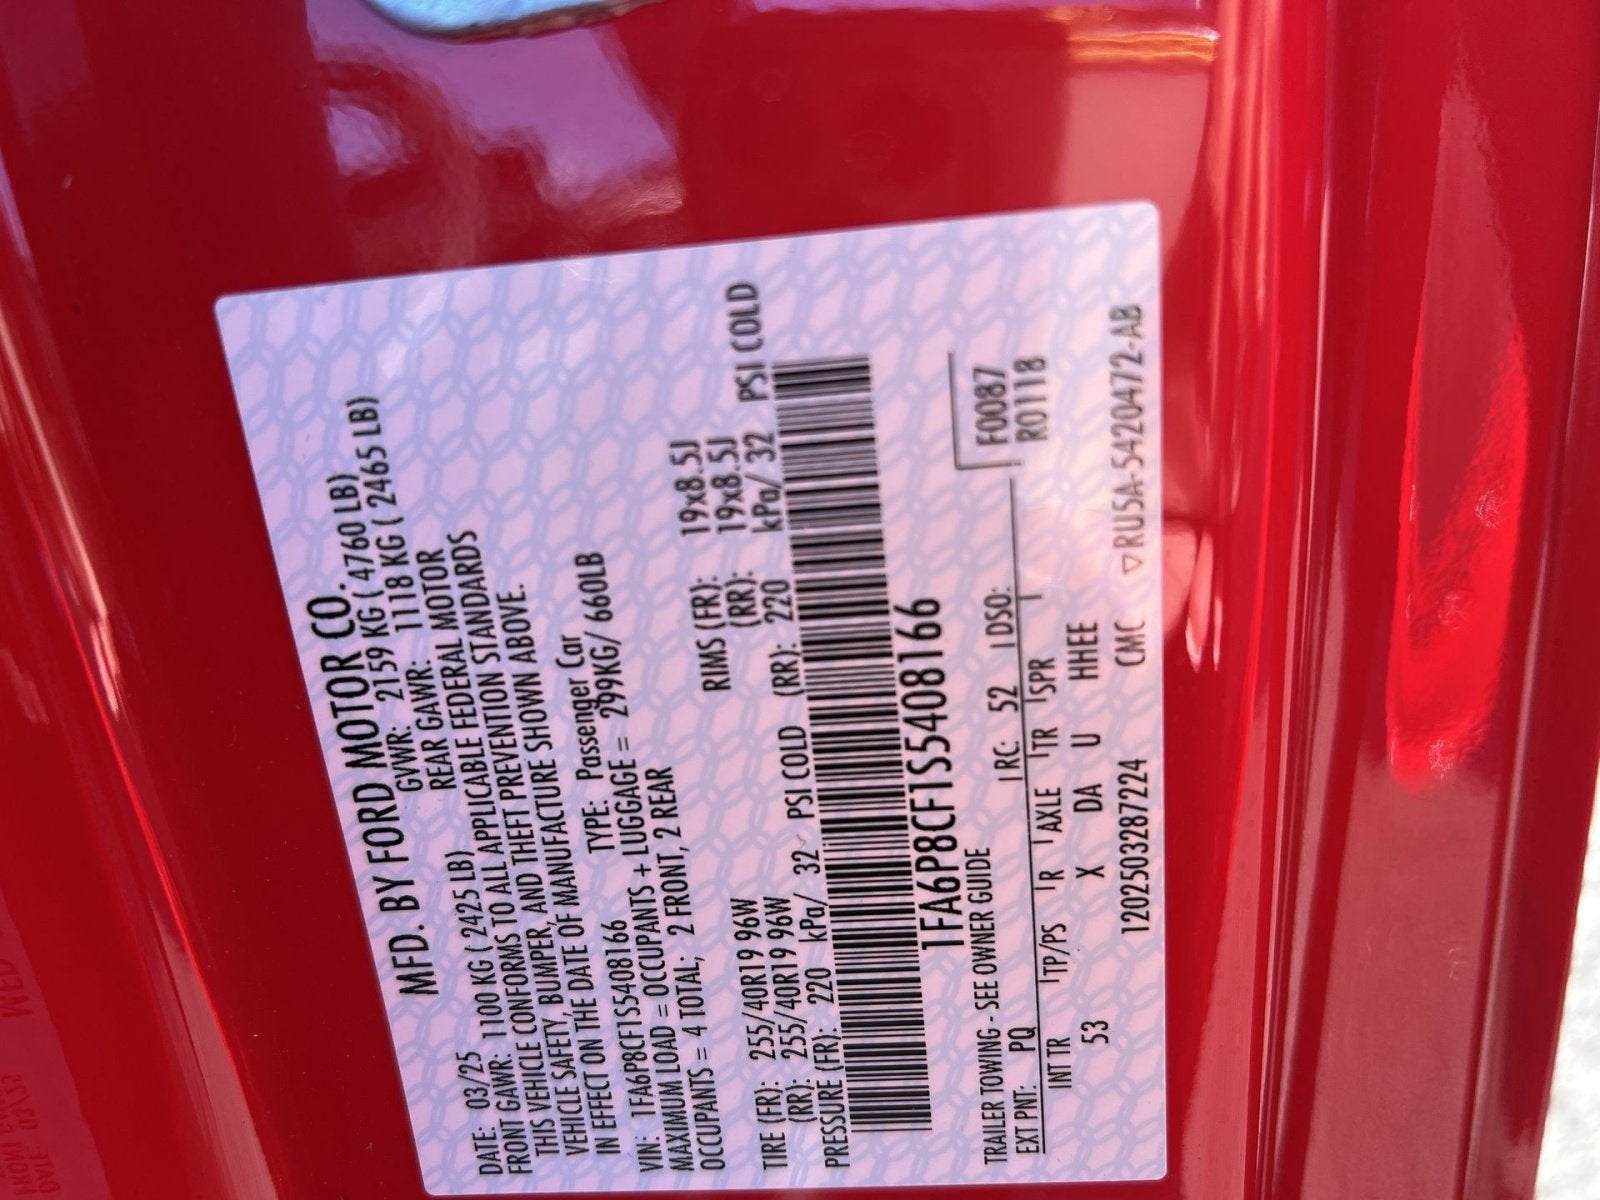 MFD. BY FORD MOTOR CO.
DATE: 03/25 GVWR: 2159 KG ( 4760 LB)
FRONT GAWR: 1100 KG ( 2425 LB) REAR GAWR: 1118 KG ( 2465 LB)
THIS VEHICLE CONFORMS TO ALL APPLICABLE FEDERAL MOTOR
VEHICLE SAFETY, BUMPER, AND THEFT PREVENTION STANDARDS
IN EFFECT ON THE DATE OF MANUFACTURE SHOWN ABOVE.
VIN: 1FA6P8CF1S5408166 TYPE: Passenger Car
MAXIMUM LOAD = OCCUPANTS + LUGGAGE = 299KG/ 660LB
OCCUPANTS = 4 TOTAL; 2 FRONT, 2 REAR
TIRE (FR): 255/40R19 96W RIMS (FR): 19x8.5J
(RR): 255/40R19 96W (RR): 19x8.5J
PRESSURE (FR): 220 kPa/ 32 PSI COLD (RR): 220 kPa/ 32 PSI COLD
1FA6P8CF1S5408166
TRAILER TOWING - SEE OWNER GUIDE
EXT PNT: PQ RC: 52 DSO: F0087
R0118
INT TR TP/PS R AXLE TR SPR
53 X DA U HHEE
120250328​7224 CMC ▽RU5A-5420472-AB